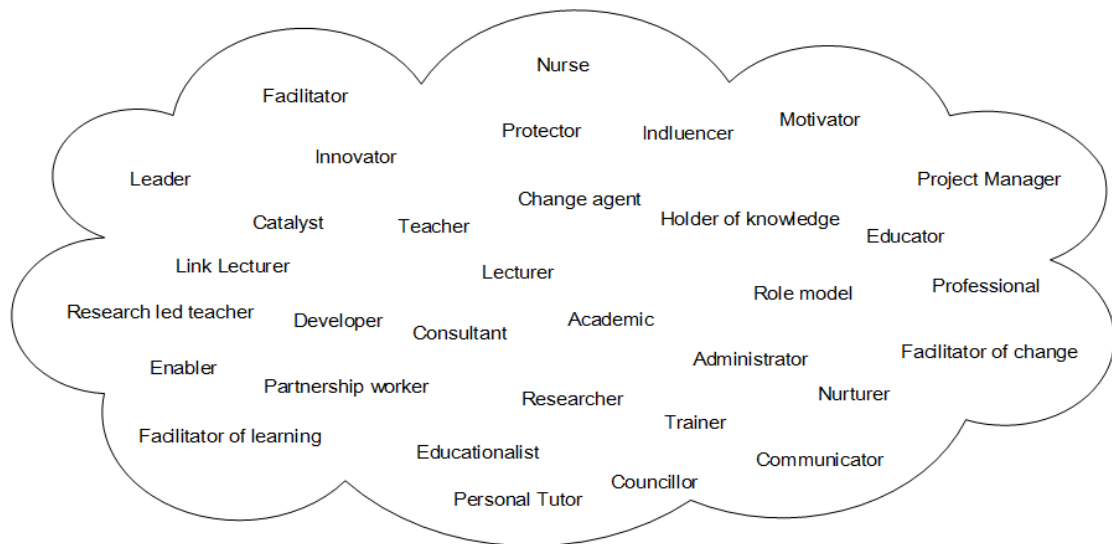 Nurse
Facilitator
Motivator
Protector
Indluencer
Innovator
Leader
Project Manager
Change agent
Holder of knowledge
Catalyst
Teacher
Educator
Link Lecturer
Lecturer
Professional
Role model
Research led teacher
Developer
Academic
Consultant
Facilitator of change
Administrator
Enabler
Partnership worker
Nurturer
Researcher
Trainer
Facilitator of learning
Educationalist
Communicator
Councillor
Personal Tutor